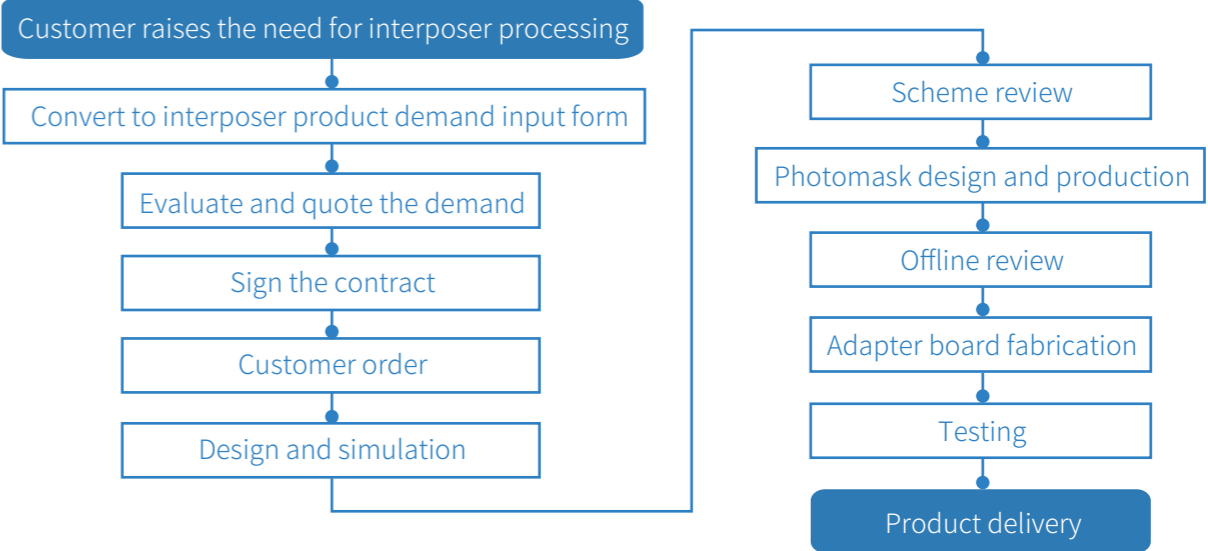 Customer raises the need for interposer processing
Convert to interposer product demand input form
Evaluate and quote the demand
Sign the contract
Customer order
Design and simulation
Scheme review
Photomask design and production
Offline review
Adapter board fabrication
Testing
Product delivery